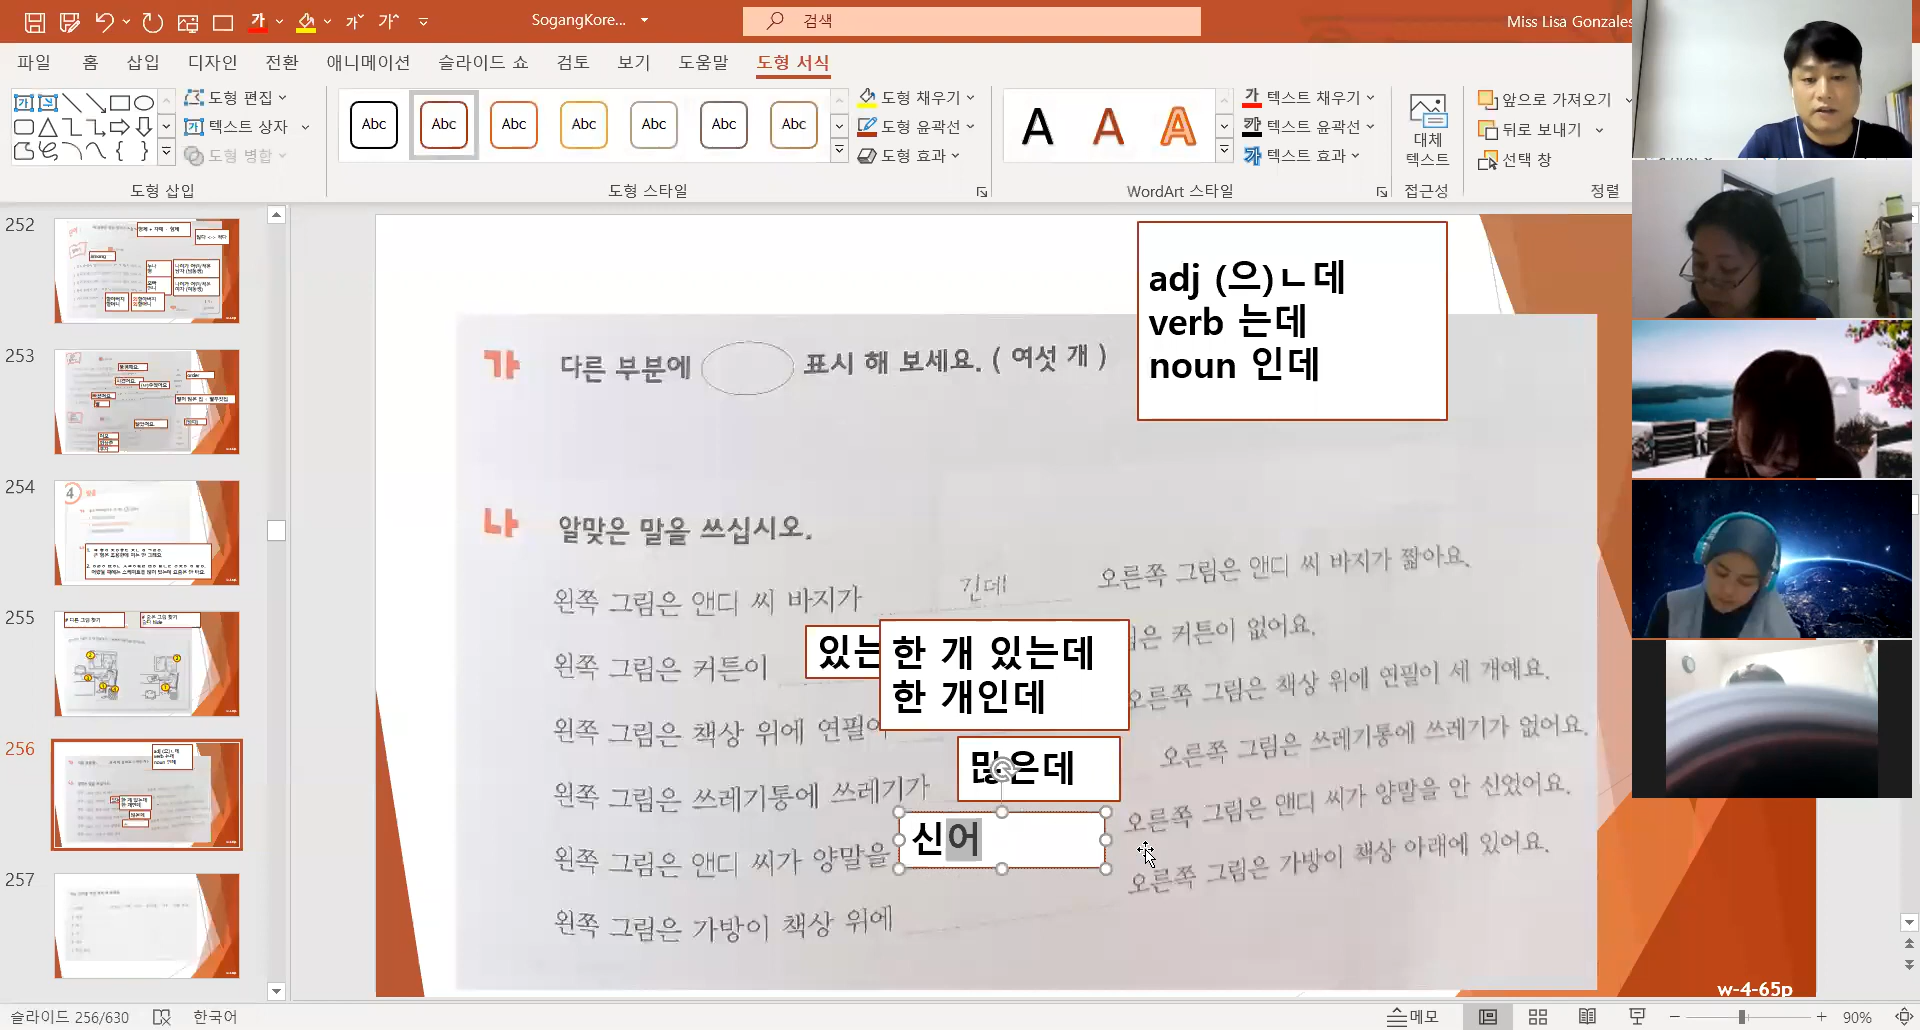 SogangKore...
검색
Miss Lisa Gonzales
파일 홈 삽입 디자인 전환 애니메이션 슬라이드 쇼 검토 보기 도움말 도형 서식
도형 편집
텍스트 상자
도형 병합
도형 삽입
Abc Abc Abc Abc Abc Abc Abc
도형 채우기
도형 윤곽선
도형 효과
도형 스타일
A A A
텍스트 채우기
텍스트 윤곽선
텍스트 효과
WordArt 스타일
대체 텍스트
접근성
앞으로 가져오기
뒤로 보내기
선택 창
정렬
252
253
254
255
256
257
adj (으)ㄴ데
verb 는데
noun 인데
가 다른 부분에 표시 해 보세요. ( 여섯 개 )
나 알맞은 말을 쓰십시오.
왼쪽 그림은 앤디 씨 바지가 긴데 오른쪽 그림은 앤디 씨 바지가 짧아요.
왼쪽 그림은 커튼이 있는 림은 커튼이 없어요.
한 개 있는데
한 개인데
왼쪽 그림은 책상 위에 연필이 오른쪽 그림은 책상 위에 연필이 세 개예요.
왼쪽 그림은 쓰레기통에 쓰레기가 많은데 오른쪽 그림은 쓰레기통에 쓰레기가 없어요.
왼쪽 그림은 앤디 씨가 양말을 신어 오른쪽 그림은 앤디 씨가 양말을 안 신었어요.
왼쪽 그림은 가방이 책상 위에 오른쪽 그림은 가방이 책상 아래에 있어요.
w-4-65p
슬라이드 256/630 한국어 메모 90%